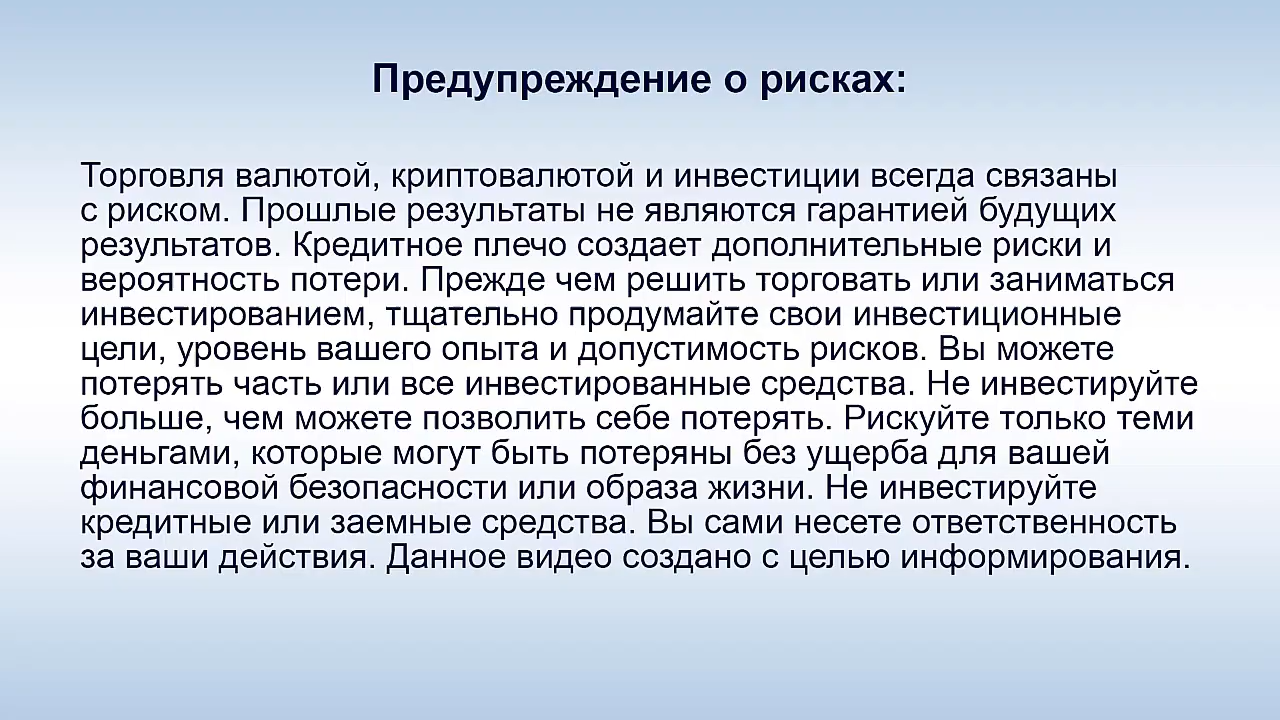 Предупреждение о рисках:
Торговля валютой, криптовалютой и инвестиции всегда связаны
с риском. Прошлые результаты не являются гарантией будущих
результатов. Кредитное плечо создает дополнительные риски и
вероятность потери. Прежде чем решить торговать или заниматься
инвестированием, тщательно продумайте свои инвестиционные
цели, уровень вашего опыта и допустимость рисков. Вы можете
потерять часть или все инвестированные средства. Не инвестируйте
больше, чем можете позволить себе потерять. Рискуйте только теми
деньгами, которые могут быть потеряны без ущерба для вашей
финансовой безопасности или образа жизни. Не инвестируйте
кредитные или заемные средства. Вы сами несете ответственность
за ваши действия. Данное видео создано с целью информирования.